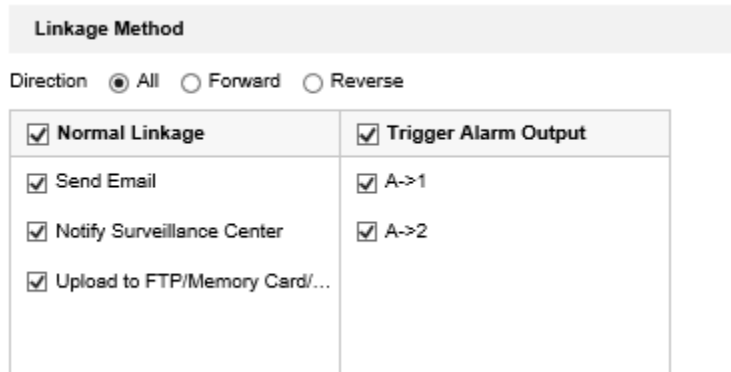 Linkage Method
Direction All Forward Reverse
Normal Linkage Trigger Alarm Output
Send Email A->1
Notify Surveillance Center A->2
Upload to FTP/Memory Card/...